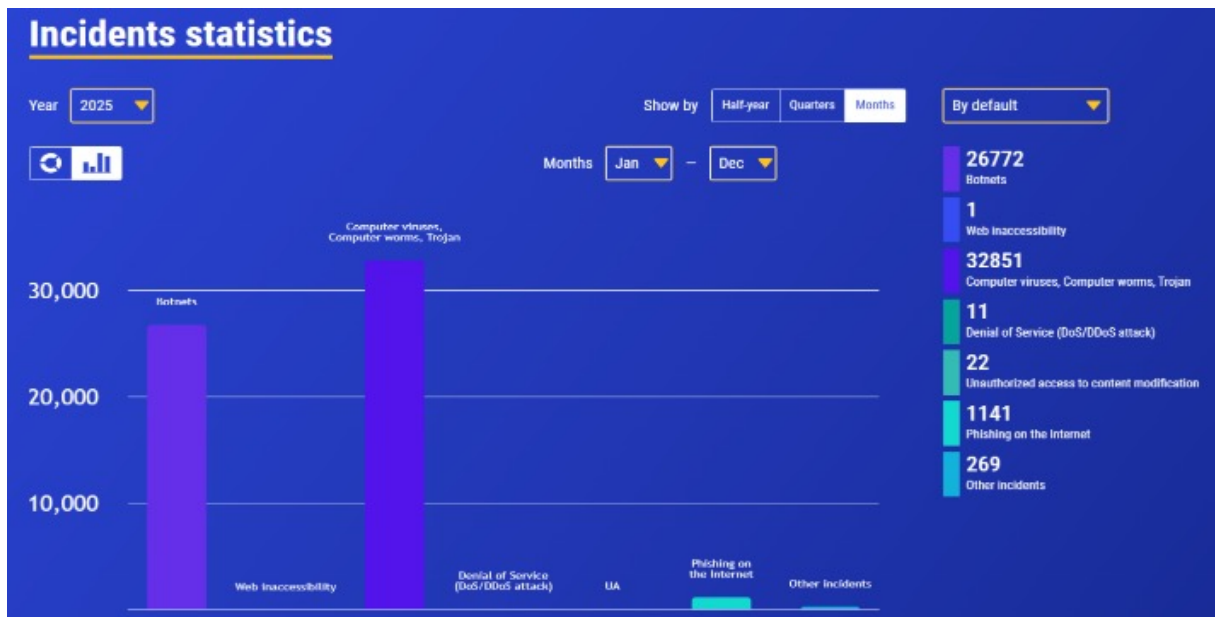 Incidents statistics
Year 2025
Show by Half-year Quarters Months
By default
Months Jan – Dec
26772
Botnets
1
Web inaccessibility
32851
Computer viruses, Computer worms, Trojan
11
Denial of Service (DoS/DDoS attack)
22
Unauthorized access to content modification
1141
Phishing on the Internet
269
Other incidents
Computer viruses,
Computer worms, Trojan
30,000
Botnets
20,000
10,000
Web inaccessibility
Denial of Service
(DoS/DDoS attack)
UA
Phishing on
the Internet
Other incidents